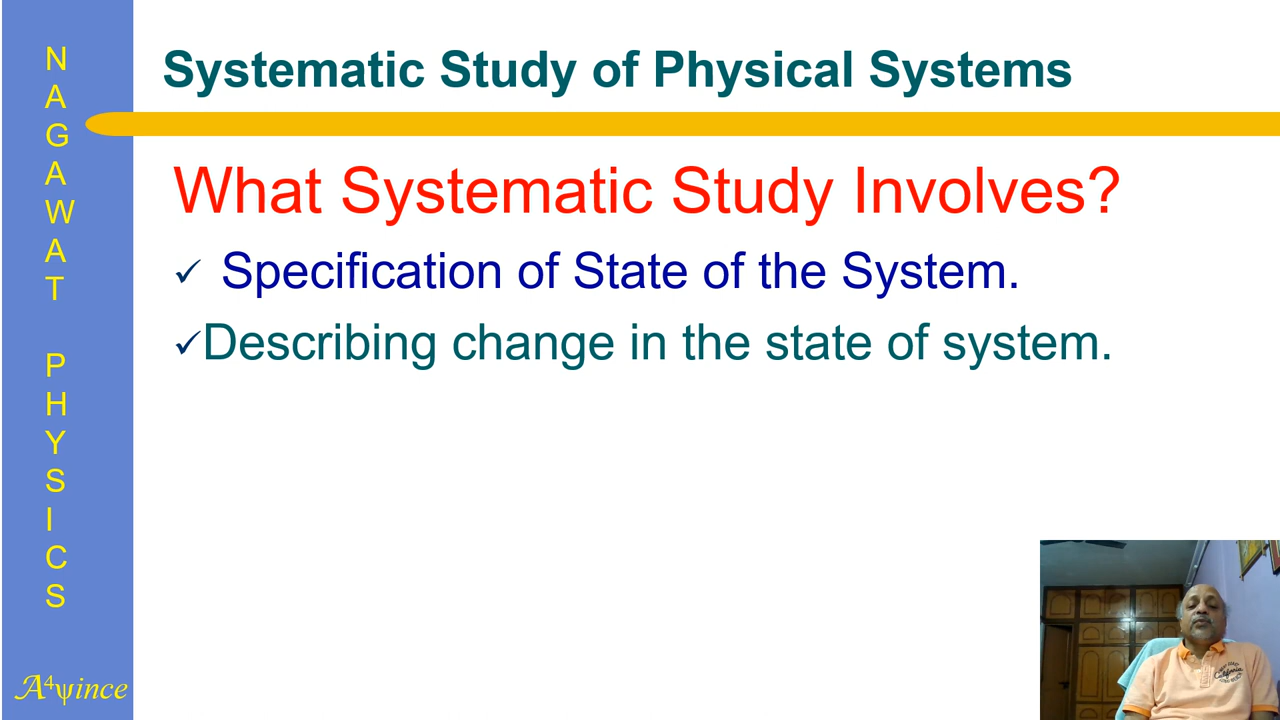 Systematic Study of Physical Systems
What Systematic Study Involves?
✓ Specification of State of the System.
✓Describing change in the state of system.
N
A
G
A
W
A
T
P
H
Y
S
I
C
S
A⁴ψince
California